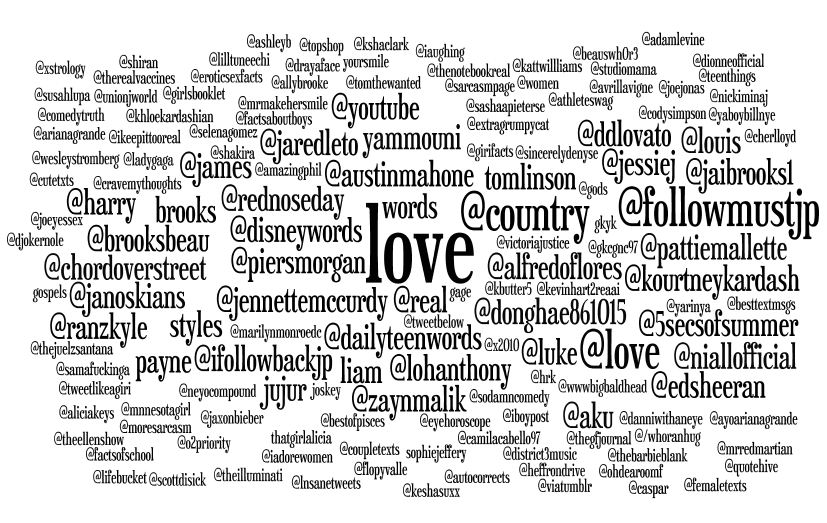 @ashleyb @topshop @kshaclark @iaughing @adamlevine
@xstrology @shiran @lilltuneechi @drayaface yoursmile @beauswh0r3 @dionneofficial
@therealvaccines @eroticsexfacts @allybrooke @tomthewanted @thenotebookreal @kattwillliams @studiomama @teenthings
@susahlupa @unionjworld @girlsbooklet @sarcasmpage @women @avrillavigne @joejonas @nickiminaj
@comedytruth @khloekardashian @mrmakehersmile @youtube @sashaapieterse @athleteswag @codysimpson @yaboybillnye
@arianagrande @ikeepittooreal @selenagomez @factsaboutboys @jaredleto yammouni @extragrumpycat @ddlovato @louis @cherlloyd
@wesleystromberg @ladygaga @james @shakira @amazingphil @austinmahone @girlfacts @sincerelydenyse @jessiej @jaibrooks1
@cutetxts @cravemythoughts tomlinson @gods
@harry brooks @rednoseday words @country gkyk @followmustjp
@joeyessex @djokernole @brooksbeau @disneywords love @victoriajustice @gkcgnc97 @pattiemallette
@chordoverstreet @piersmorgan @alfredoflores @kourtneykardash
gospels @janoskians @jennettemccurdy @real gage @kbutter5 @kevinhart2reaai @yarinya @besttextmsgs
@ranzkyle styles @marilynmonroedc @tweetbelow @donghae861015 @5secsofsummer
@thejuelzsantana @dailyteenwords @x2010 @luke @love @niallofficial
@samafuckinga payne @ifollowbackjp liam @lohanthony @hrk @wwwbigbaldhead @edsheeran
@tweetlikeagiri @neyocompound jujur joskey @zaynmalik @sodamncomedy
@aliciakeys @mnnesotagirl @jaxonbieber @bestofpisces @eyehoroscope @iboypost @aku @danniwithaneye @ayoarianagrande
@moresarcasm
@theellenshow @o2priority thatgirlalicia @coupletexts sophiejeffery @camilacabello97 @thegfjournal @/whoranhug
@factsofschool @iadorewomen @district3music @thebarbieblank @mrredmartian
@lifebucket @scottdisick @theilluminati @lnsanetweets @flopyvalle @autocorrects @heffrondrive @ohdearoomf @quotehive
@keshasuxx @viatumblr @caspar @femaletexts